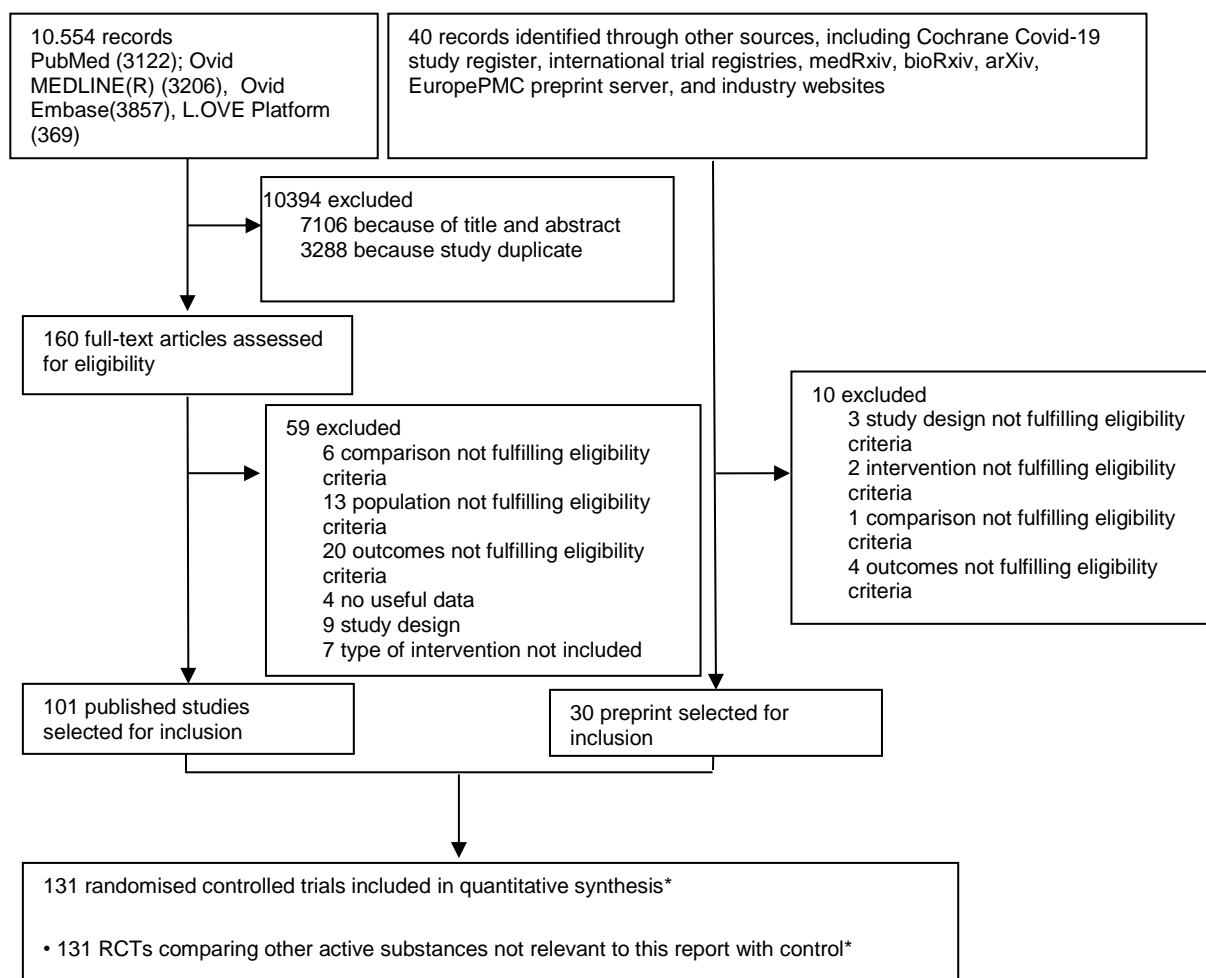 10.554 records
PubMed (3122); Ovid
MEDLINE(R) (3206), Ovid
Embase(3857), L.OVE Platform
(369)
40 records identified through other sources, including Cochrane Covid-19
study register, international trial registries, medRxiv, bioRxiv, arXiv,
EuropePMC preprint server, and industry websites
10394 excluded
7106 because of title and abstract
3288 because study duplicate
160 full-text articles assessed
for eligibility
59 excluded
6 comparison not fulfilling eligibility
criteria
13 population not fulfilling eligibility
criteria
20 outcomes not fulfilling eligibility
criteria
4 no useful data
9 study design
7 type of intervention not included
10 excluded
3 study design not fulfilling eligibility
criteria
2 intervention not fulfilling eligibility
criteria
1 comparison not fulfilling eligibility
criteria
4 outcomes not fulfilling eligibility
criteria
101 published studies
selected for inclusion
30 preprint selected for
inclusion
131 randomised controlled trials included in quantitative synthesis*
• 131 RCTs comparing other active substances not relevant to this report with control*